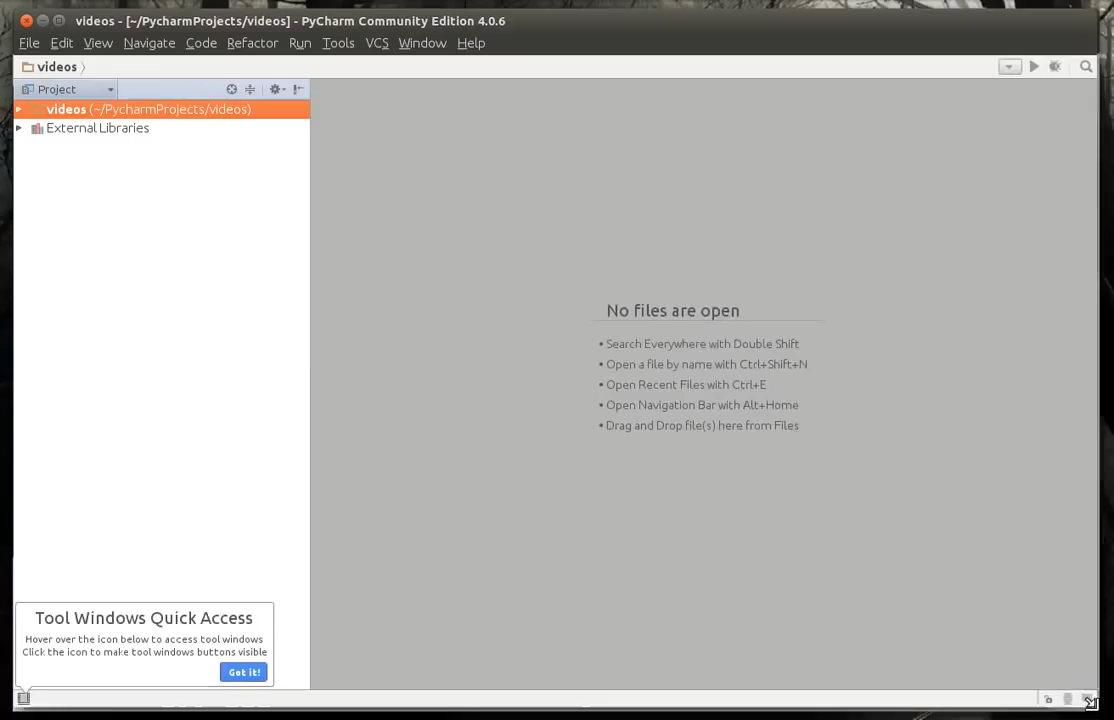 videos - [~/PycharmProjects/videos] - PyCharm Community Edition 4.0.6
File Edit View Navigate Code Refactor Run Tools VCS Window Help
videos
Project
videos (~/PycharmProjects/videos)
External Libraries
No files are open
• Search Everywhere with Double Shift
• Open a file by name with Ctrl+Shift+N
• Open Recent Files with Ctrl+E
• Open Navigation Bar with Alt+Home
• Drag and Drop file(s) here from Files
Tool Windows Quick Access
Hover over the icon below to access tool windows
Click the icon to make tool windows buttons visible
Got it!